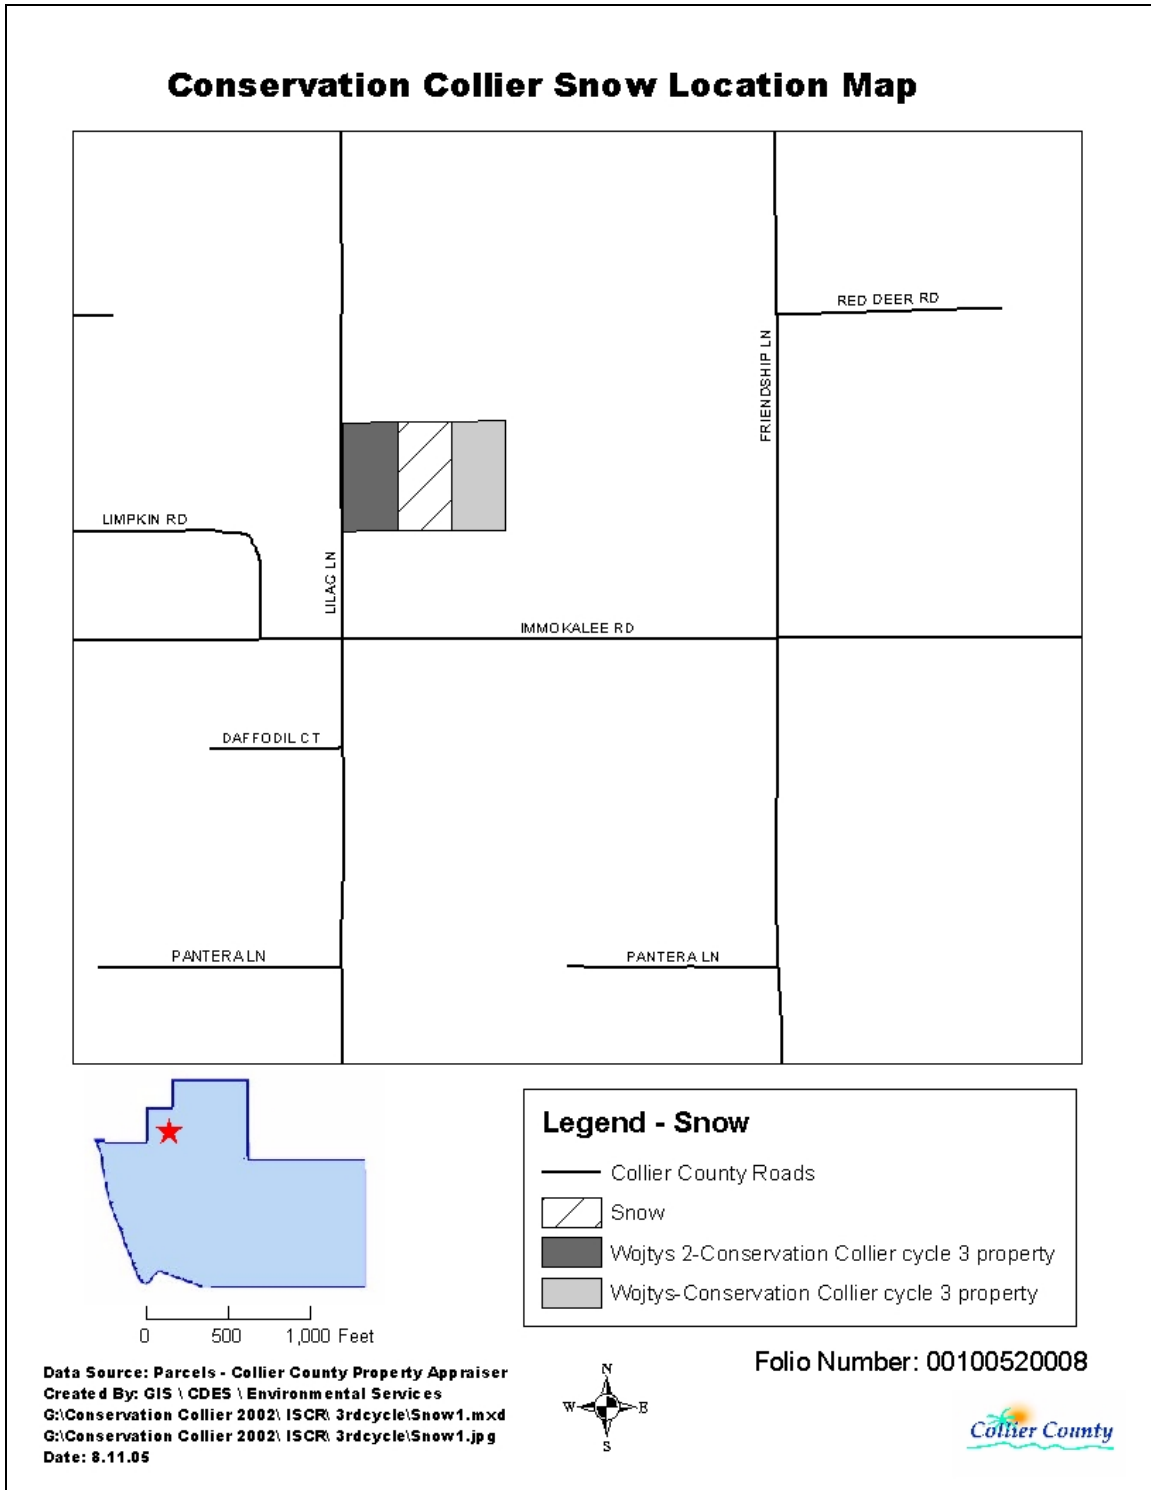 Conservation Collier Snow Location Map
RED DEER RD
FRIENDSHIP LN
LIMPKIN RD
LILAC LN
IMMOKALEE RD
DAFFODIL CT
PANTERA LN
PANTERA LN
Legend - Snow
Collier County Roads
Snow
Wojtys 2-Conservation Collier cycle 3 property
Wojtys-Conservation Collier cycle 3 property
0 500 1,000 Feet
Folio Number: 00100520008
Data Source: Parcels - Collier County Property Appraiser
Created By: GIS \ CDES \ Environmental Services
G:\Conservation Collier 2002\ ISCR\ 3rdcycle\Snow1.mxd
G:\Conservation Collier 2002\ ISCR\ 3rdcycle\Snow1.jpg
Date: 8.11.05
N
W E
S
Collier County